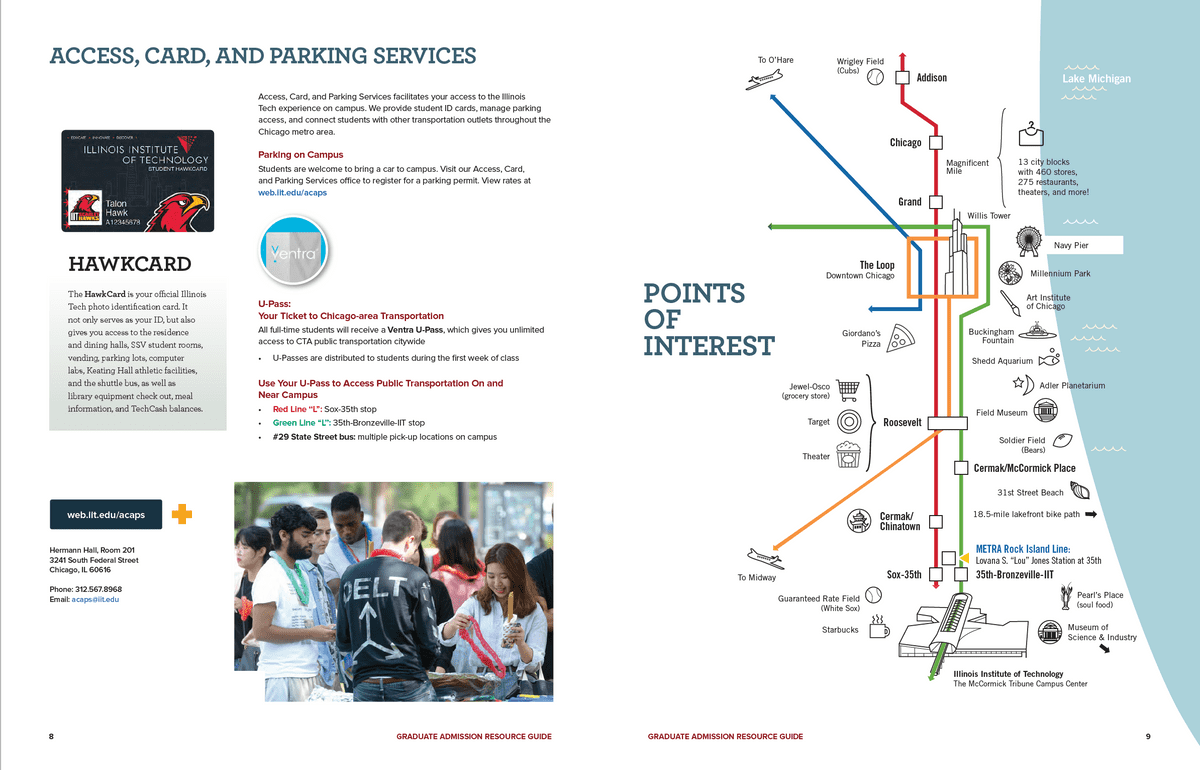 ACCESS, CARD, AND PARKING SERVICES
Access, Card, and Parking Services facilitates your access to the Illinois
Tech experience on campus. We provide student ID cards, manage parking
access, and connect students with other transportation outlets throughout the
Chicago metro area.
Parking on Campus
Students are welcome to bring a car to campus. Visit our Access, Card,
and Parking Services office to register for a parking permit. View rates at
web.iit.edu/acaps
ILLINOIS INSTITUTE
OF TECHNOLOGY
STUDENT HAWKCARD
Talon
Hawk
A12345678
HAWKCARD
The HawkCard is your official Illinois
Tech photo identification card. It
not only serves as your ID, but also
gives you access to the residence
and dining halls, SSV student rooms,
vending, parking lots, computer
labs, Keating Hall athletic facilities,
and the shuttle bus, as well as
library equipment check out, meal
information, and TechCash balances.
ventra
U-Pass:
Your Ticket to Chicago-area Transportation
All full-time students will receive a Ventra U-Pass, which gives you unlimited
access to CTA public transportation citywide
• U-Passes are distributed to students during the first week of class
Use Your U-Pass to Access Public Transportation On and
Near Campus
• Red Line “L”: Sox-35th stop
• Green Line “L”: 35th-Bronzeville-IIT stop
• #29 State Street bus: multiple pick-up locations on campus
web.iit.edu/acaps
Hermann Hall, Room 201
3241 South Federal Street
Chicago, IL 60616
Phone: 312.567.8968
Email: acaps@iit.edu
DELT
8
GRADUATE ADMISSION RESOURCE GUIDE
POINTS
OF
INTEREST
To O’Hare
Wrigley Field
(Cubs)
Addison
Lake Michigan
Chicago
Magnificent
Mile
13 city blocks
with 460 stores,
275 restaurants,
theaters, and more!
Grand
Willis Tower
Navy Pier
The Loop
Downtown Chicago
Millennium Park
Art Institute
of Chicago
Giordano’s
Pizza
Buckingham
Fountain
Shedd Aquarium
Adler Planetarium
Jewel-Osco
(grocery store)
Target
Theater
Roosevelt
Field Museum
Soldier Field
(Bears)
Cermak/McCormick Place
31st Street Beach
18.5-mile lakefront bike path
Cermak/
Chinatown
METRA Rock Island Line:
Lovana S. “Lou” Jones Station at 35th
To Midway
Sox-35th
35th-Bronzeville-IIT
Guaranteed Rate Field
(White Sox)
Pearl’s Place
(soul food)
Starbucks
Museum of
Science & Industry
Illinois Institute of Technology
The McCormick Tribune Campus Center
GRADUATE ADMISSION RESOURCE GUIDE
9